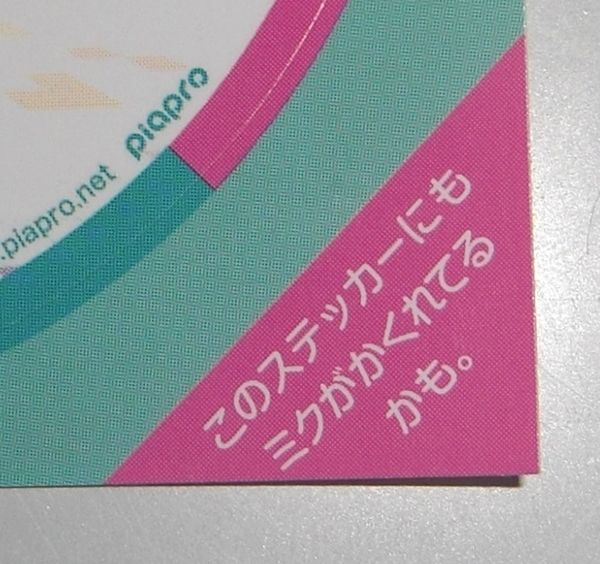 piapro
.piapro.net
このステッカーにも
ミクがかくれてる
かも。